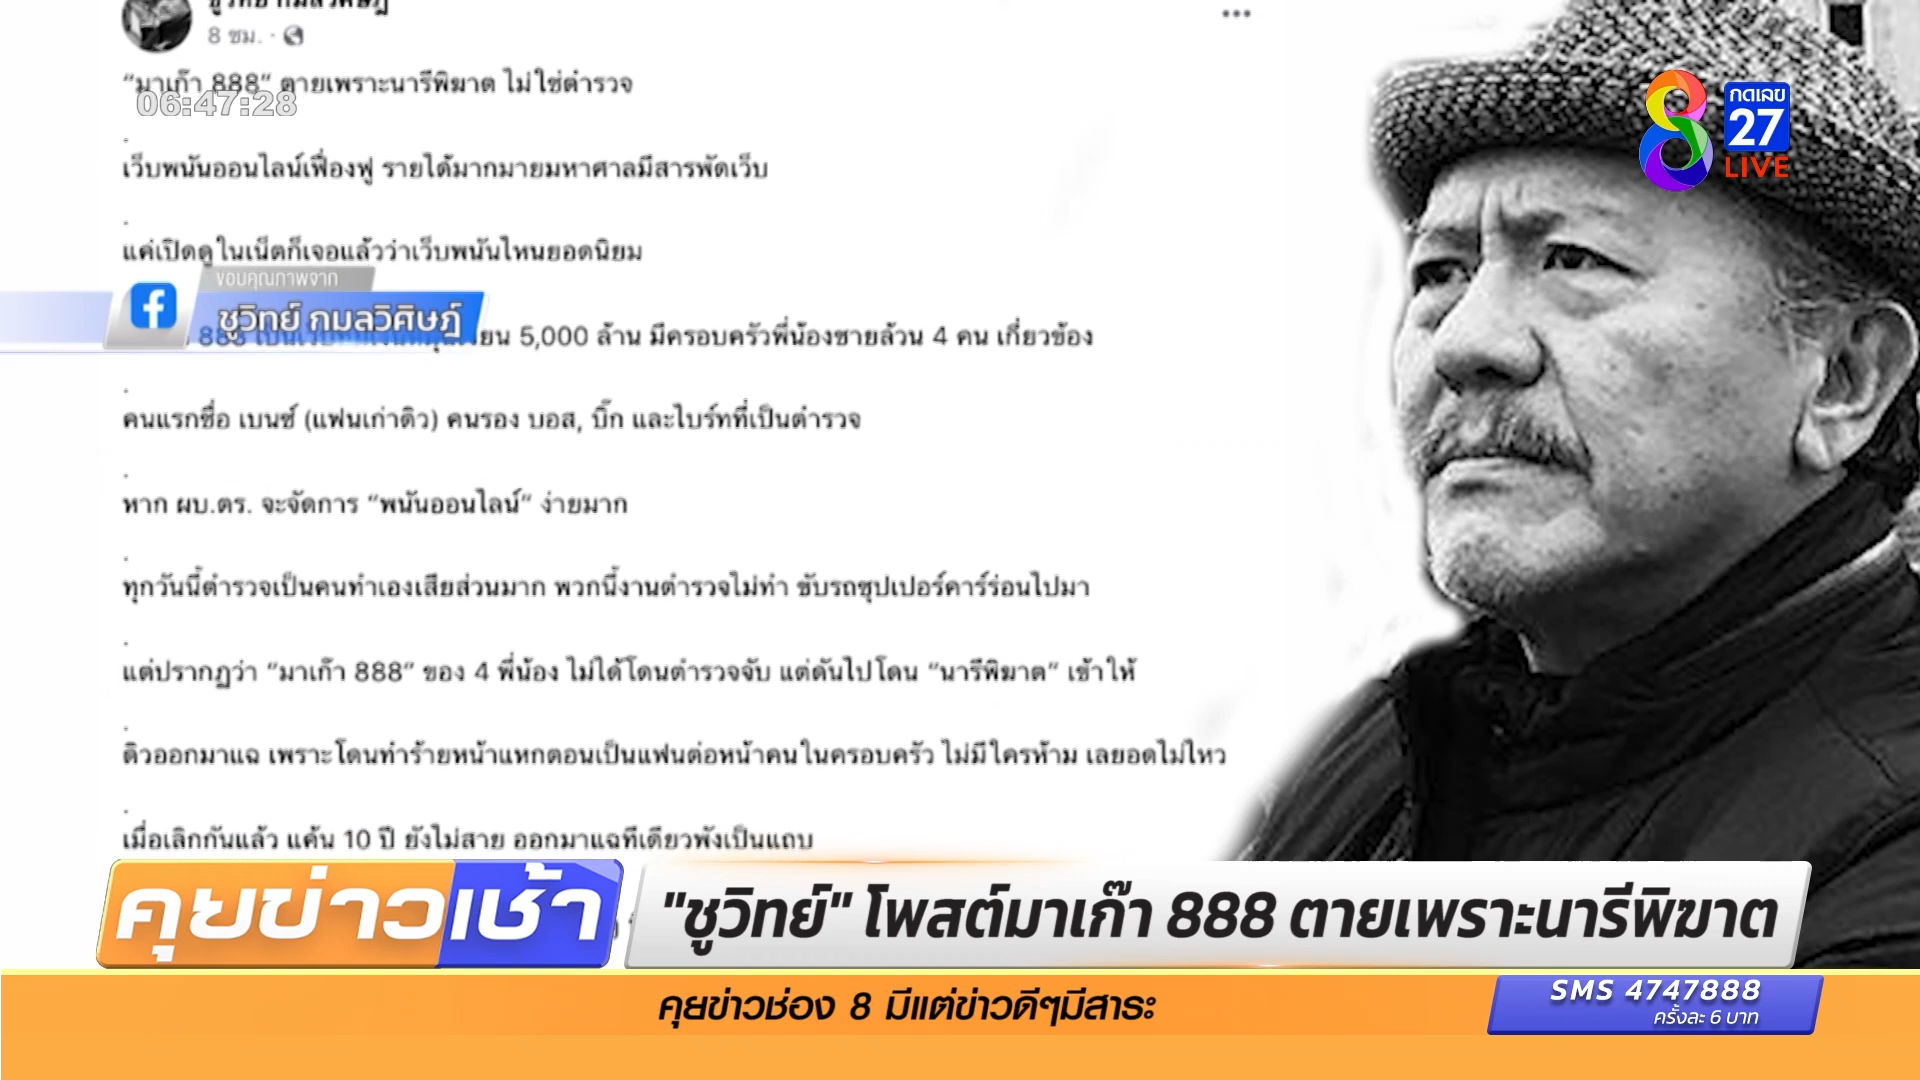 ชูวิทย์ กมลวิศิษฎ์
8 ชม. ·
“มาเก๊า 888” ตายเพราะนารีพิฆาต ไม่ใช่ตำรวจ
06:47:28
กดเลข
27
LIVE
.
เว็บพนันออนไลน์เฟื่องฟู รายได้มากมายมหาศาลมีสารพัดเว็บ
.
แค่เปิดดูในเน็ตก็เจอแล้วว่าเว็บพนันไหนยอดนิยม
ขอบคุณภาพจาก
ชูวิทย์ กมลวิศิษฎ์
888 5,000 ล้าน มีครอบครัวพี่น้องชายล้วน 4 คน เกี่ยวข้อง
.
คนแรกชื่อ เบนซ์ (แฟนเก่าดิว) คนรอง บอส, บิ๊ก และไบร์ทที่เป็นตำรวจ
.
หาก ผบ.ตร. จะจัดการ “พนันออนไลน์” ง่ายมาก
.
ทุกวันนี้ตำรวจเป็นคนทำเองเสียส่วนมาก พวกนี้งานตำรวจไม่ทำ ขับรถซุปเปอร์คาร์ร่อนไปมา
.
แต่ปรากฏว่า “มาเก๊า 888” ของ 4 พี่น้อง ไม่ได้โดนตำรวจจับ แต่ดันไปโดน “นารีพิฆาต” เข้าให้
.
ดิวออกมาแฉ เพราะโดนทำร้ายหน้าแหกตอนเป็นแฟนต่อหน้าคนในครอบครัว ไม่มีใครห้าม เลยอดไม่ไหว
.
เมื่อเลิกกันแล้ว แค้น 10 ปี ยังไม่สาย ออกมาแฉทีเดียวพังเป็นแถบ
คุยข่าวเช้า
"ชูวิทย์" โพสต์มาเก๊า 888 ตายเพราะนารีพิฆาต
คุยข่าวช่อง 8 มีแต่ข่าวดีๆมีสาระ
SMS 4747888
ครั้งละ 6 บาท